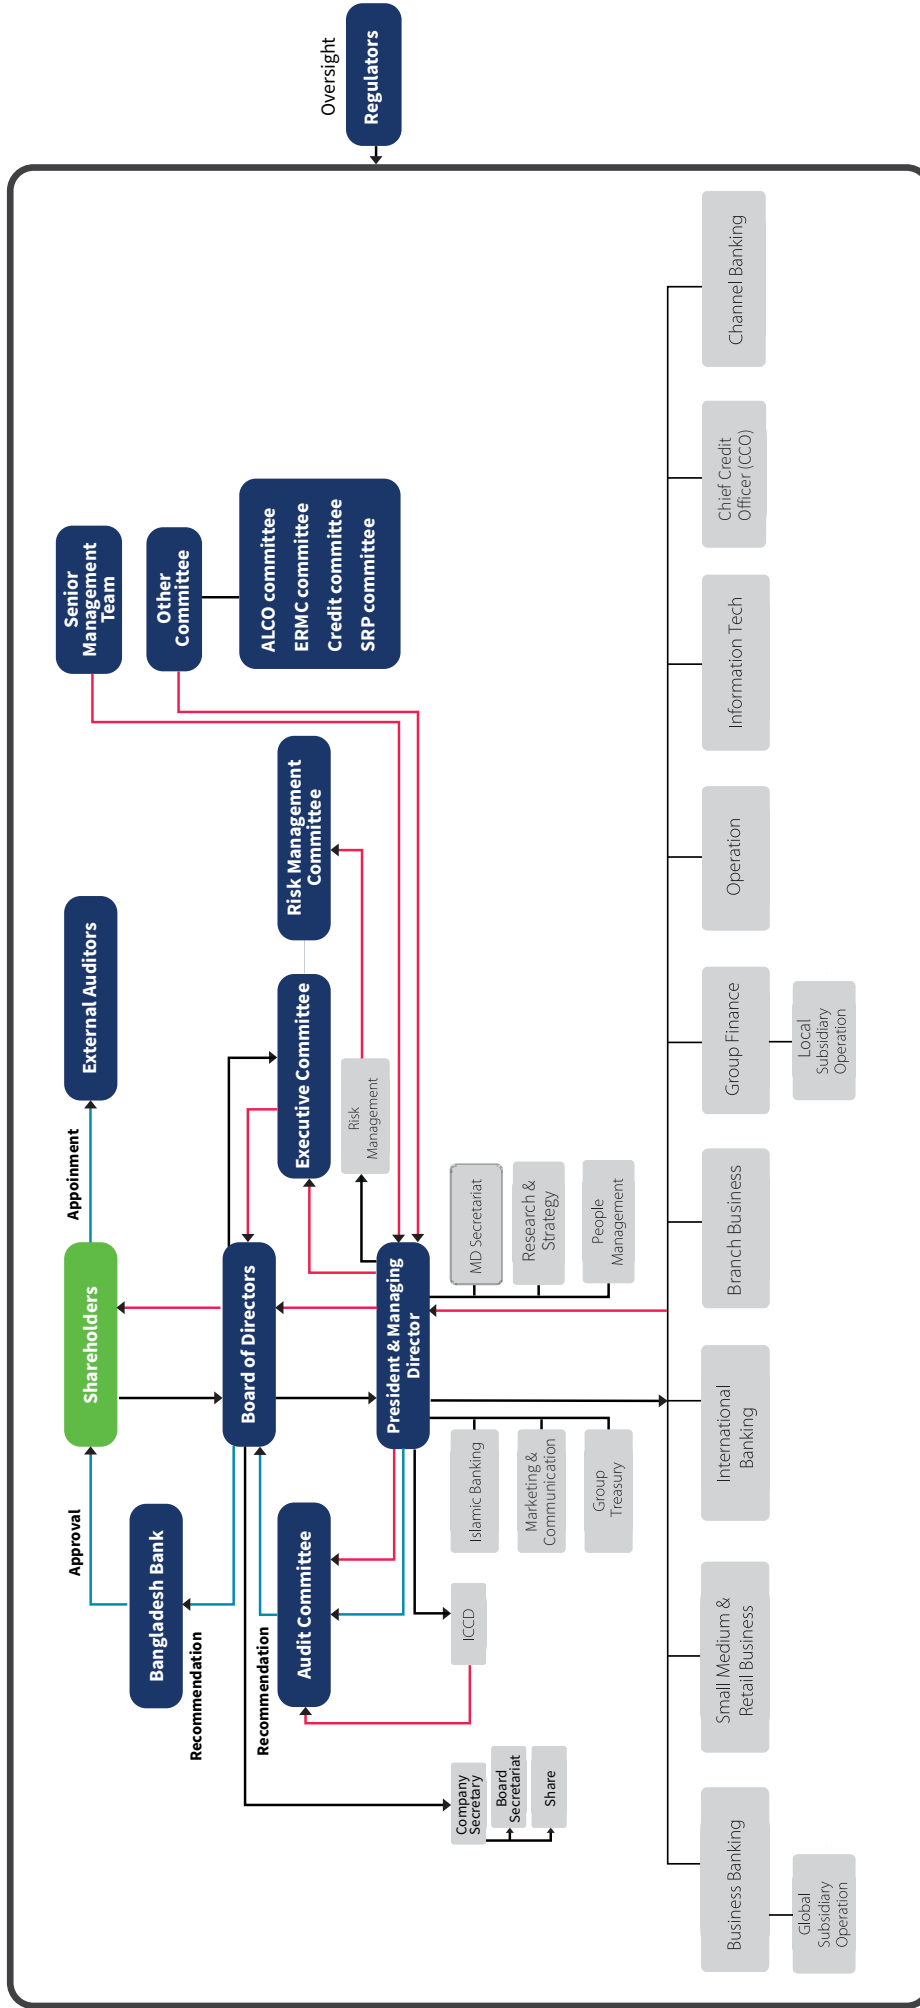 Oversight
Regulators
Senior
Management
Team
Other
Committee
ALCO committee
ERMC committee
Credit committee
SRP committee
External Auditors
Appoinment
Shareholders
Approval
Bangladesh Bank
Recommendation
Risk Management
Committee
Executive Committee
Board of Directors
Recommendation
Audit Committee
Risk
Management
President & Managing
Director
MD Secretariat
Research &
Strategy
People
Management
Islamic Banking
Marketing &
Communication
Group
Treasury
ICCD
Company
Secretary
Board
Secretariat
Share
Business Banking
Global
Subsidiary
Operation
Small Medium &
Retail Business
International
Banking
Branch Business
Group Finance
Local
Subsidiary
Operation
Operation
Information Tech
Chief Credit
Officer (CCO)
Channel Banking